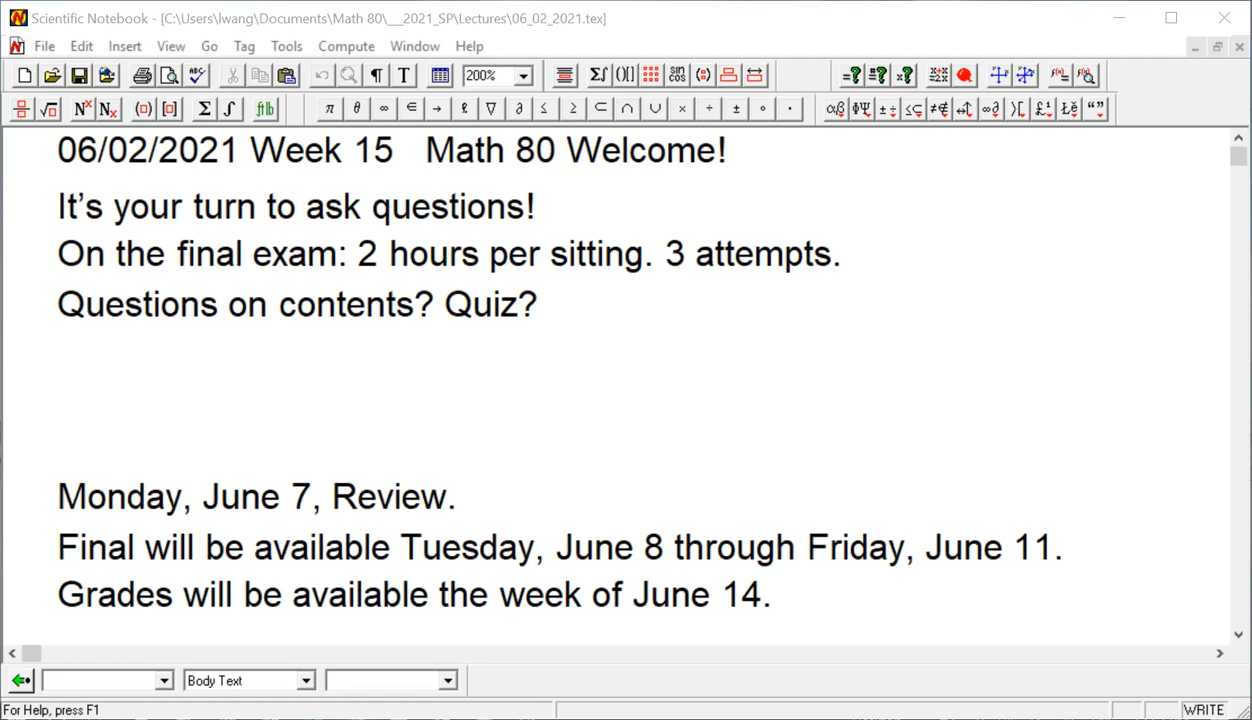 Scientific Notebook - [C:\Users\lwang\Documents\Math 80\__2021_SP\Lectures\06_02_2021.tex]
File Edit Insert View Go Tag Tools Compute Window Help
200%
06/02/2021 Week 15 Math 80 Welcome!
It's your turn to ask questions!
On the final exam: 2 hours per sitting. 3 attempts.
Questions on contents? Quiz?
Monday, June 7, Review.
Final will be available Tuesday, June 8 through Friday, June 11.
Grades will be available the week of June 14.
Body Text
For Help, press F1
WRITE